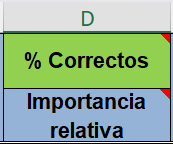 D
% Correctos
Importancia
relativa